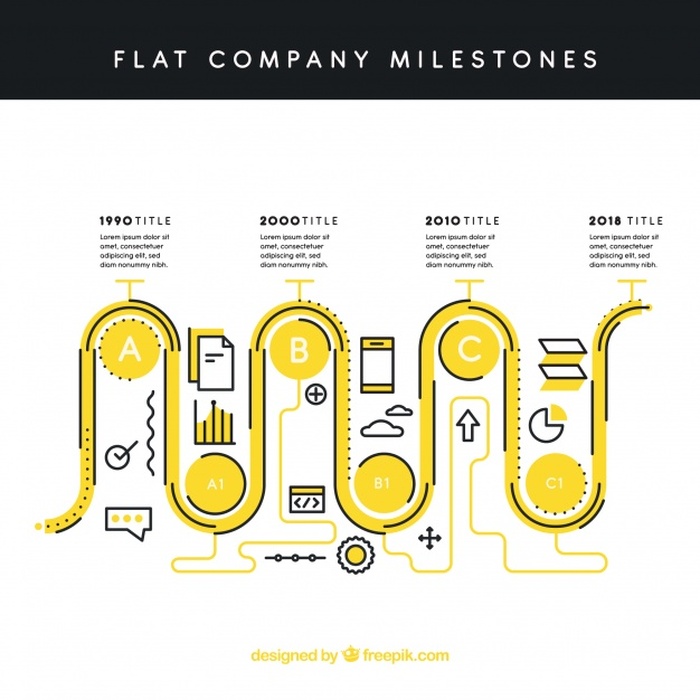 FLAT COMPANY MILESTONES
1990 TITLE
Lorem ipsum dolor sit
amet, consectetuer
adipiscing elit, sed
diam nonummy nibh.
2000 TITLE
Lorem ipsum dolor sit
amet, consectetuer
adipiscing elit, sed
diam nonummy nibh.
2010 TITLE
Lorem ipsum dolor sit
amet, consectetuer
adipiscing elit, sed
diam nonummy nibh.
2018 TITLE
Lorem ipsum dolor sit
amet, consectetuer
adipiscing elit, sed
diam nonummy nibh.
A
B
C
A1
B1
C1
</>
designed by freepik.com